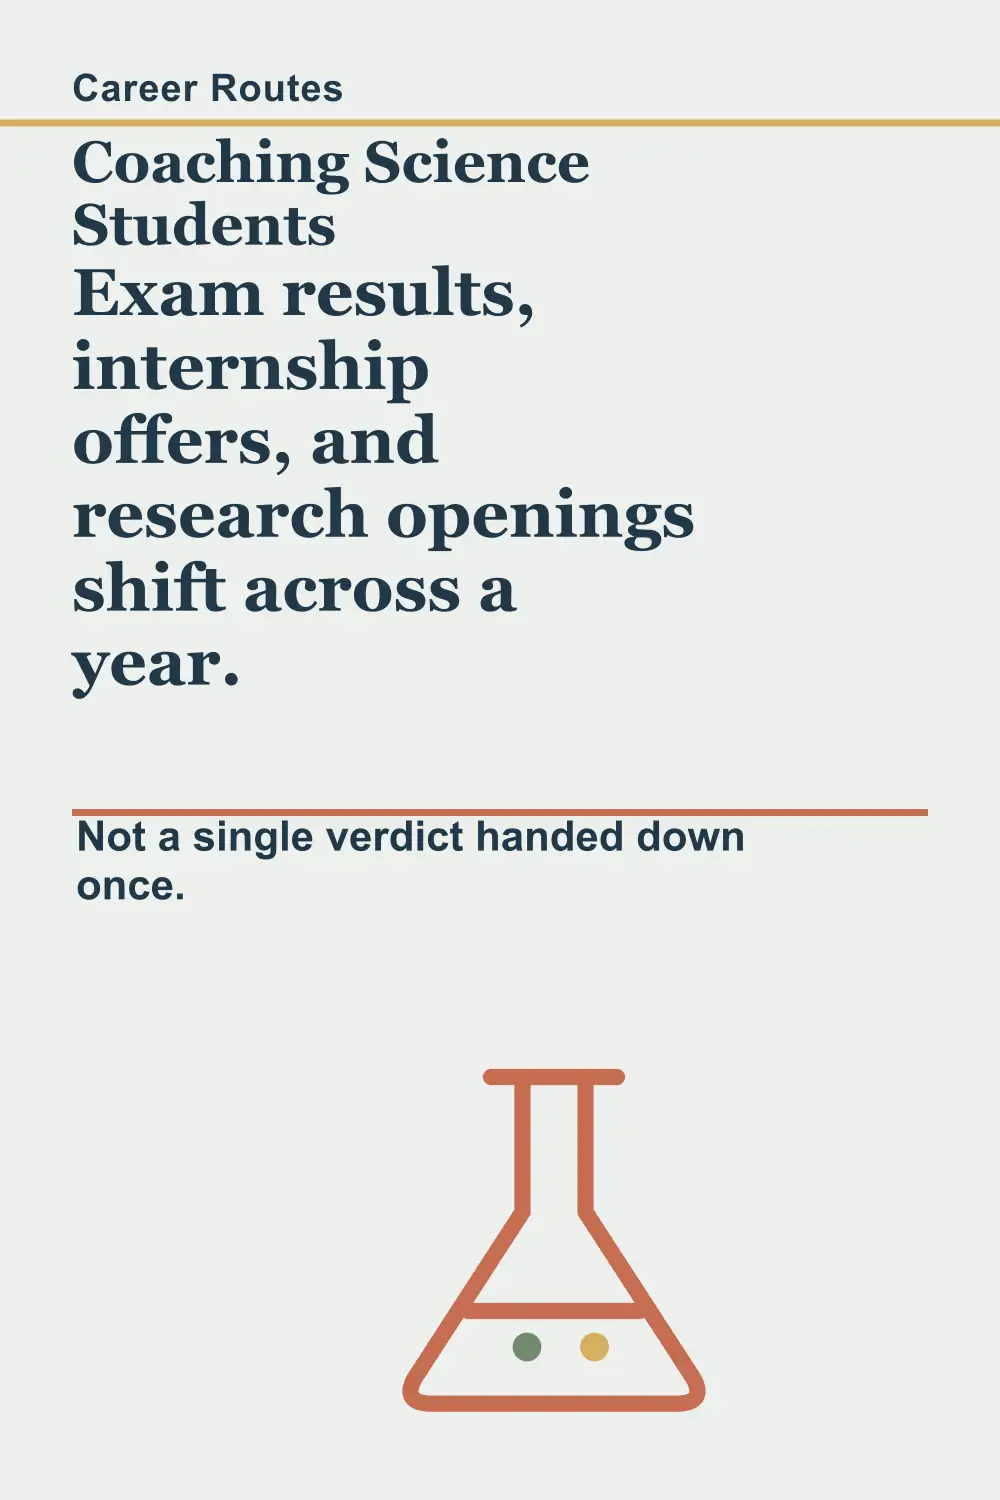 Career Routes
Coaching Science
Students
Exam results,
internship
offers, and
research openings
shift across a
year.
Not a single verdict handed down
once.